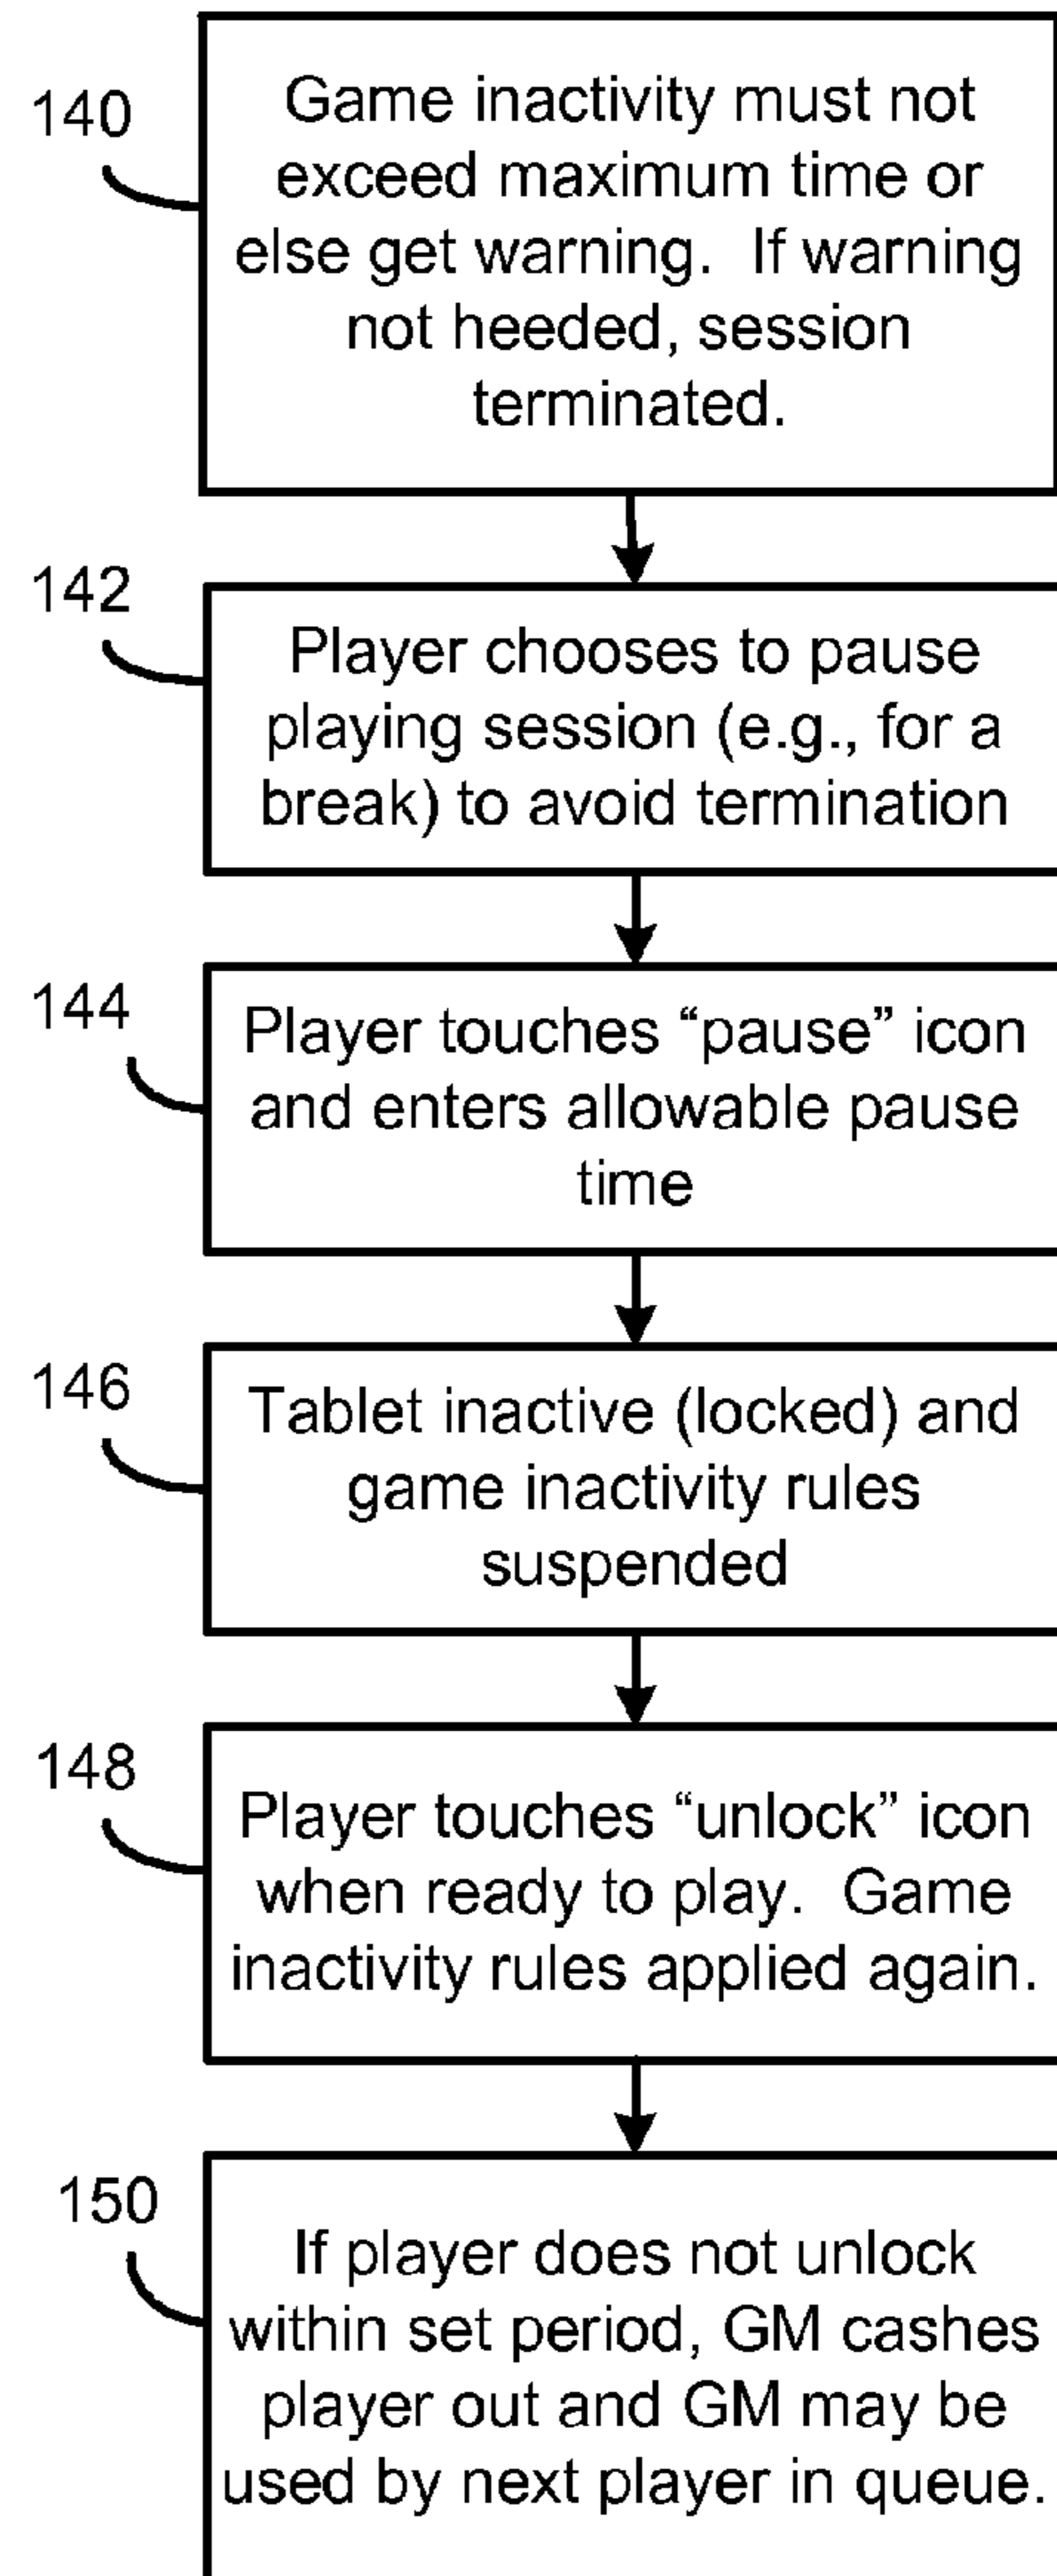 140
Game inactivity must not
exceed maximum time or
else get warning.  If warning
not heeded, session
terminated.
142
Player chooses to pause
playing session (e.g., for a
break) to avoid termination
144
Player touches “pause” icon
and enters allowable pause
time
146
Tablet inactive (locked) and
game inactivity rules
suspended
148
Player touches “unlock” icon
when ready to play.  Game
inactivity rules applied again.
150
If player does not unlock
within set period, GM cashes
player out and GM may be
used by next player in queue.